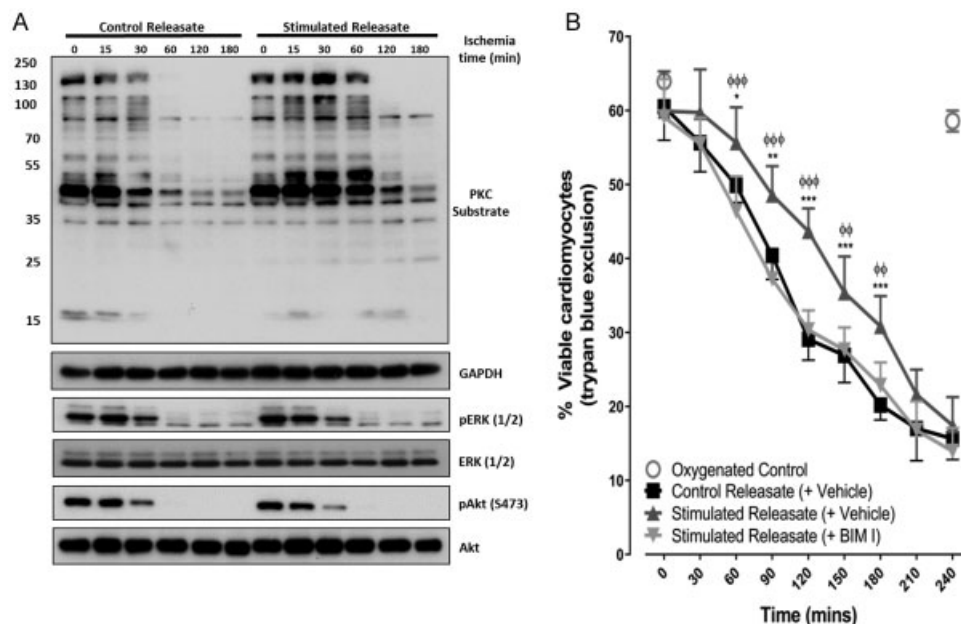 A
Control Releasate Stimulated Releasate
0 15 30 60 120 180 0 15 30 60 120 180
Ischemia
time (min)
250
130
100
70
55
35
25
15
PKC
Substrate
GAPDH
pERK (1/2)
ERK (1/2)
pAkt (S473)
Akt
B
% Viable cardiomyocytes
(trypan blue exclusion)
70
60
50
40
30
20
10
0
ϕϕϕ
*
ϕϕϕ
**
ϕϕϕ
***
ϕϕ
***
ϕϕ
***
Oxygenated Control
Control Releasate (+ Vehicle)
Stimulated Releasate (+ Vehicle)
Stimulated Releasate (+ BIM I)
0 30 60 90 120 150 180 210 240
Time (mins)